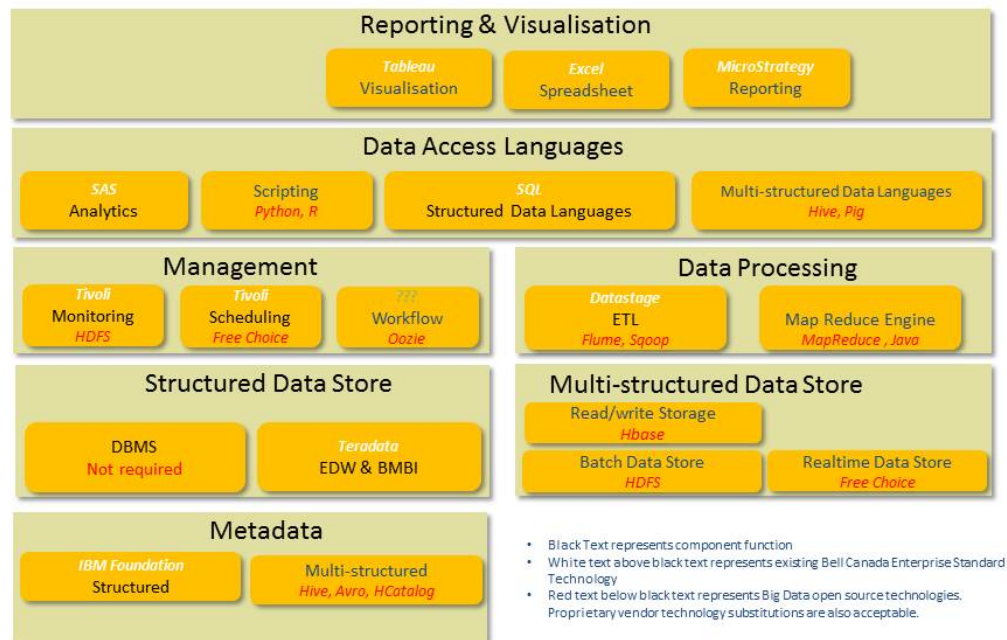 Reporting & Visualisation
Tableau
Visualisation
Excel
Spreadsheet
MicroStrategy
Reporting
Data Access Languages
SAS
Analytics
Scripting
Python, R
SQL
Structured Data Languages
Multi-structured Data Languages
Hive, Pig
Management
Tivoli
Monitoring
HDFS
Tivoli
Scheduling
Free Choice
???
Workflow
Oozie
Data Processing
Datastage
ETL
Flume, Sqoop
Map Reduce Engine
MapReduce , Java
Structured Data Store
DBMS
Not required
Teradata
EDW & BMBI
Multi-structured Data Store
Read/write Storage
Hbase
Batch Data Store
HDFS
Realtime Data Store
Free Choice
Metadata
IBM Foundation
Structured
Multi-structured
Hive, Avro, HCatalog
• Black Text represents component function
• White text above black text represents existing Bell Canada Enterprise Standard
Technology
• Red text below black text represents Big Data open source technologies.
Proprietary vendor technology substitutions are also acceptable.